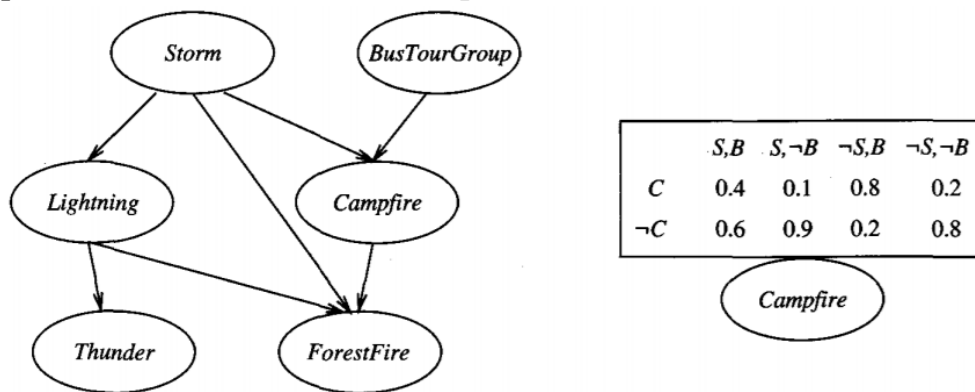 Storm
BusTourGroup
Lightning
Campfire
Thunder
ForestFire
S,B S,¬B ¬S,B ¬S,¬B
C 0.4 0.1 0.8 0.2
¬C 0.6 0.9 0.2 0.8
Campfire